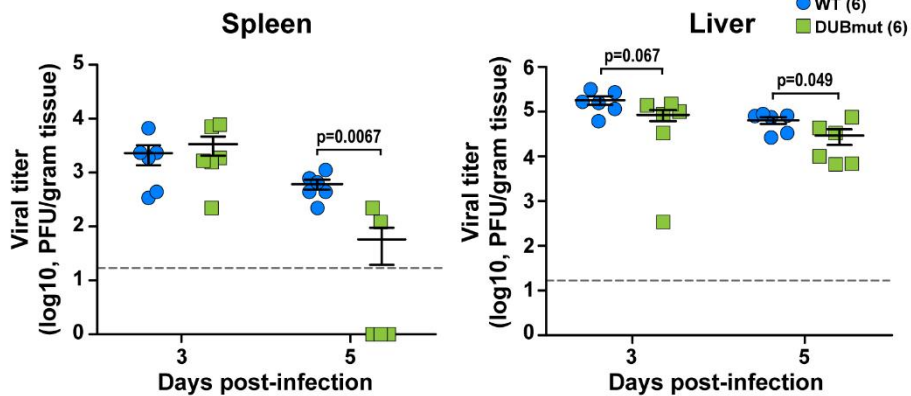 Spleen
Viral titer
(log10, PFU/gram tissue)
5
4
3
2
1
0
p=0.0067
3
5
Days post-infection
Liver
WT (6)
DUBmut (6)
Viral titer
(log10, PFU/gram tissue)
6
5
4
3
2
1
0
p=0.067
p=0.049
3
5
Days post-infection